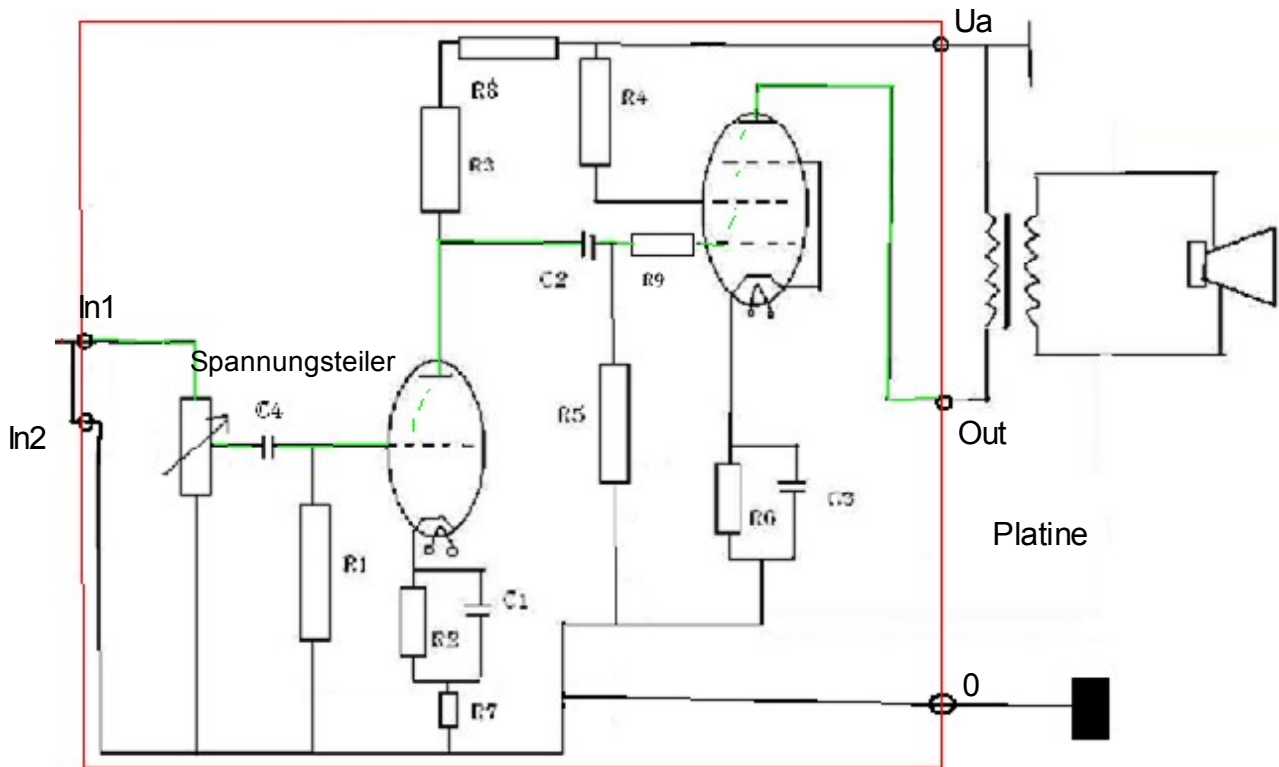 Ua
R8
R4
R3
C2
R9
In1
Spannungsteiler
C4
R5
In2
Out
R6
C3
Platine
R1
C1
R2
0
R7